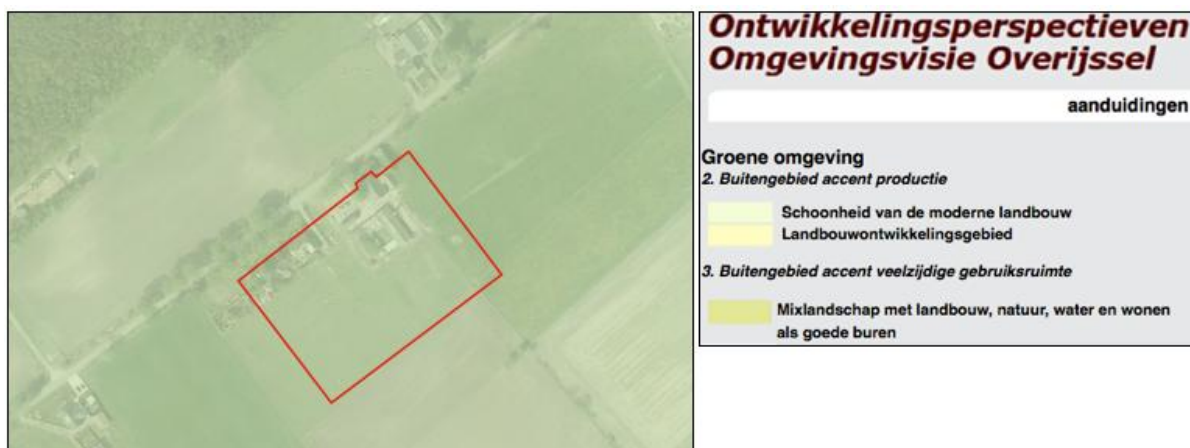 Ontwikkelingsperspectieven
Omgevingsvisie Overijssel
aanduidingen
Groene omgeving
2. Buitengebied accent productie
Schoonheid van de moderne landbouw
Landbouwontwikkelingsgebied
3. Buitengebied accent veelzijdige gebruiksruimte
Mixlandschap met landbouw, natuur, water en wonen
als goede buren